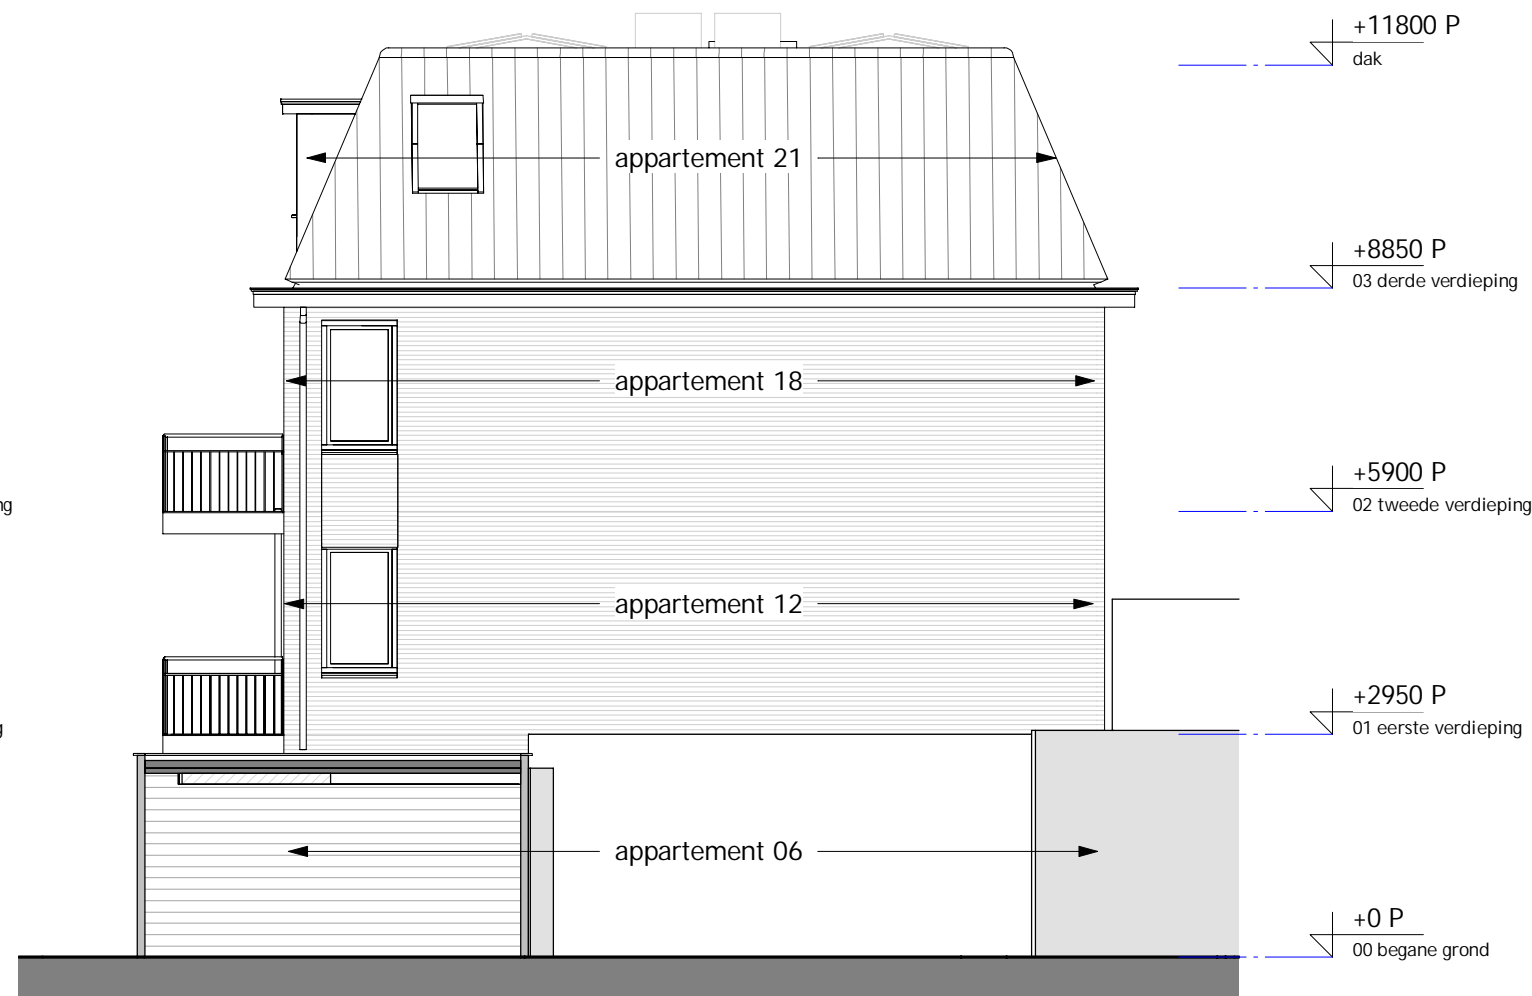 +11800 P
dak
appartement 21
+8850 P
03 derde verdieping
appartement 18
+5900 P
ng
02 tweede verdieping
appartement 12
+2950 P
g
01 eerste verdieping
appartement 06
+0 P
00 begane grond